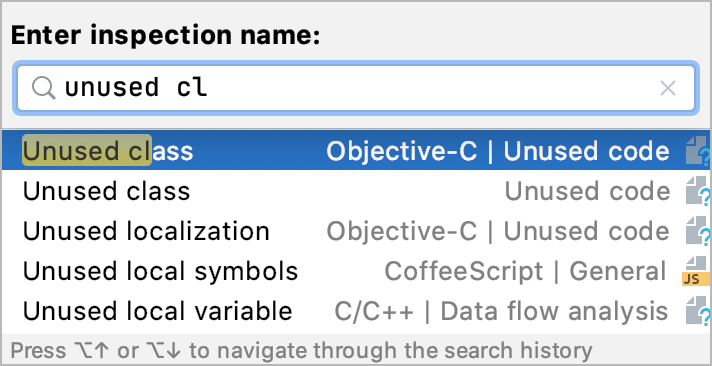 Enter inspection name:
unused cl
Unused class Objective-C | Unused code
Unused class Unused code
Unused localization Objective-C | Unused code
Unused local symbols CoffeeScript | General JS
Unused local variable C/C++ | Data flow analysis
Press ⌥↑ or ⌥↓ to navigate through the search history